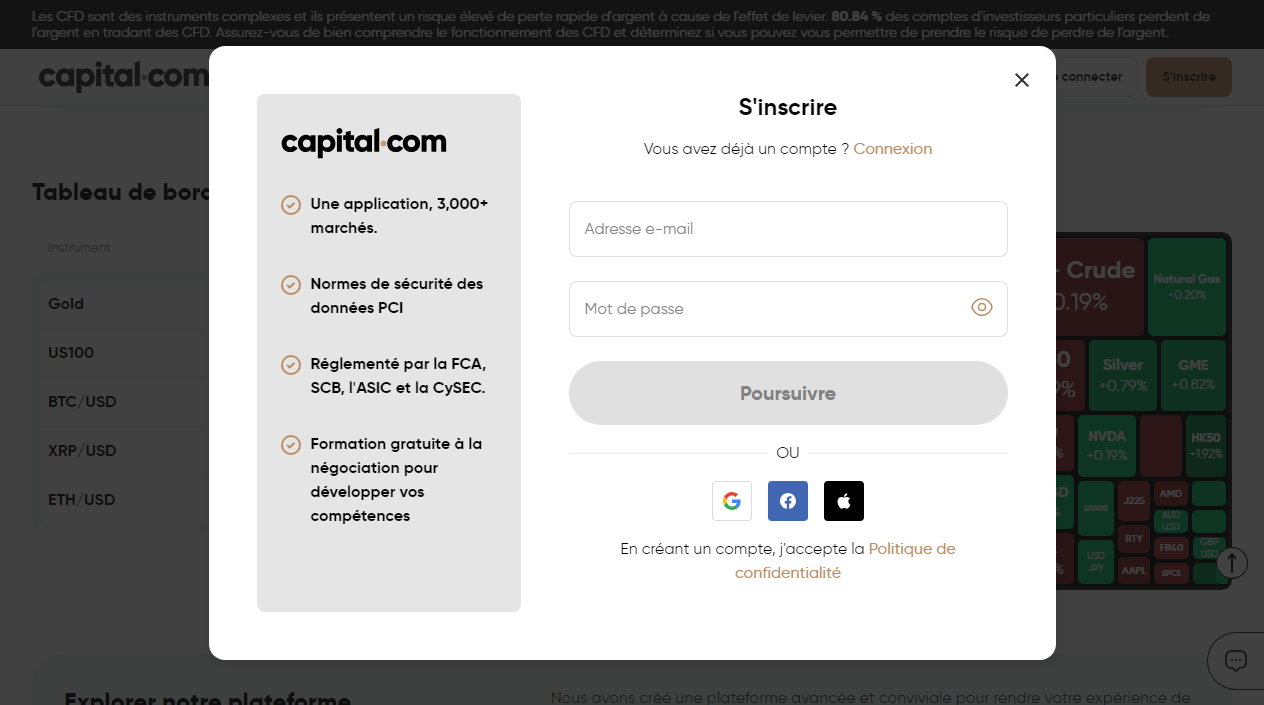 Les CFD sont des instruments complexes et ils présentent un risque élevé de perte rapide d'argent à cause de l'effet de levier. 80.84 % des comptes d'investisseurs particuliers perdent de
l'argent en tradant des CFD. Assurez-vous de bien comprendre le fonctionnement des CFD et déterminez si vous pouvez vous permettre de prendre le risque de perdre de l'argent.
capital.com
connecter
S'inscrire
capital.com
Une application, 3,000+
marchés.
Normes de sécurité des
données PCI
Réglementé par la FCA,
SCB, l'ASIC et la CySEC.
Formation gratuite à la
négociation pour
développer vos
compétences
S'inscrire
Vous avez déjà un compte ? Connexion
Adresse e-mail
Mot de passe
Poursuivre
OU
En créant un compte, j'accepte la Politique de
confidentialité
Tableau de bord
Instrument
Gold
US100
BTC/USD
XRP/USD
ETH/USD
Crude
0.19%
Natural Gas
+0.20%
Silver
+0.79%
GME
+0.82%
NVDA
+0.19%
HK50
+1.92%
US500
J225
AMD
AUD
USD
RTY
FR40
GBP
USD
USD
JPY
AAPL
SPCE
Explorer notre plateforme
Nous avons créé une plateforme avancée et conviviale pour rendre votre expérience de